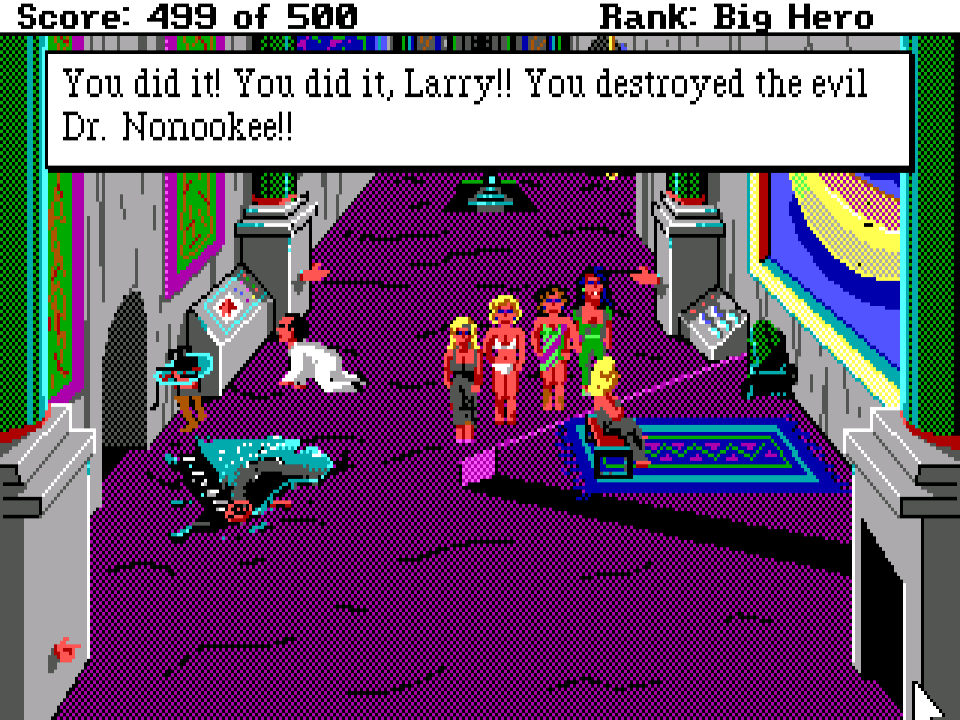 Score: 499 of 500 Rank: Big Hero
You did it! You did it, Larry!! You destroyed the evil
Dr. Nonookee!!